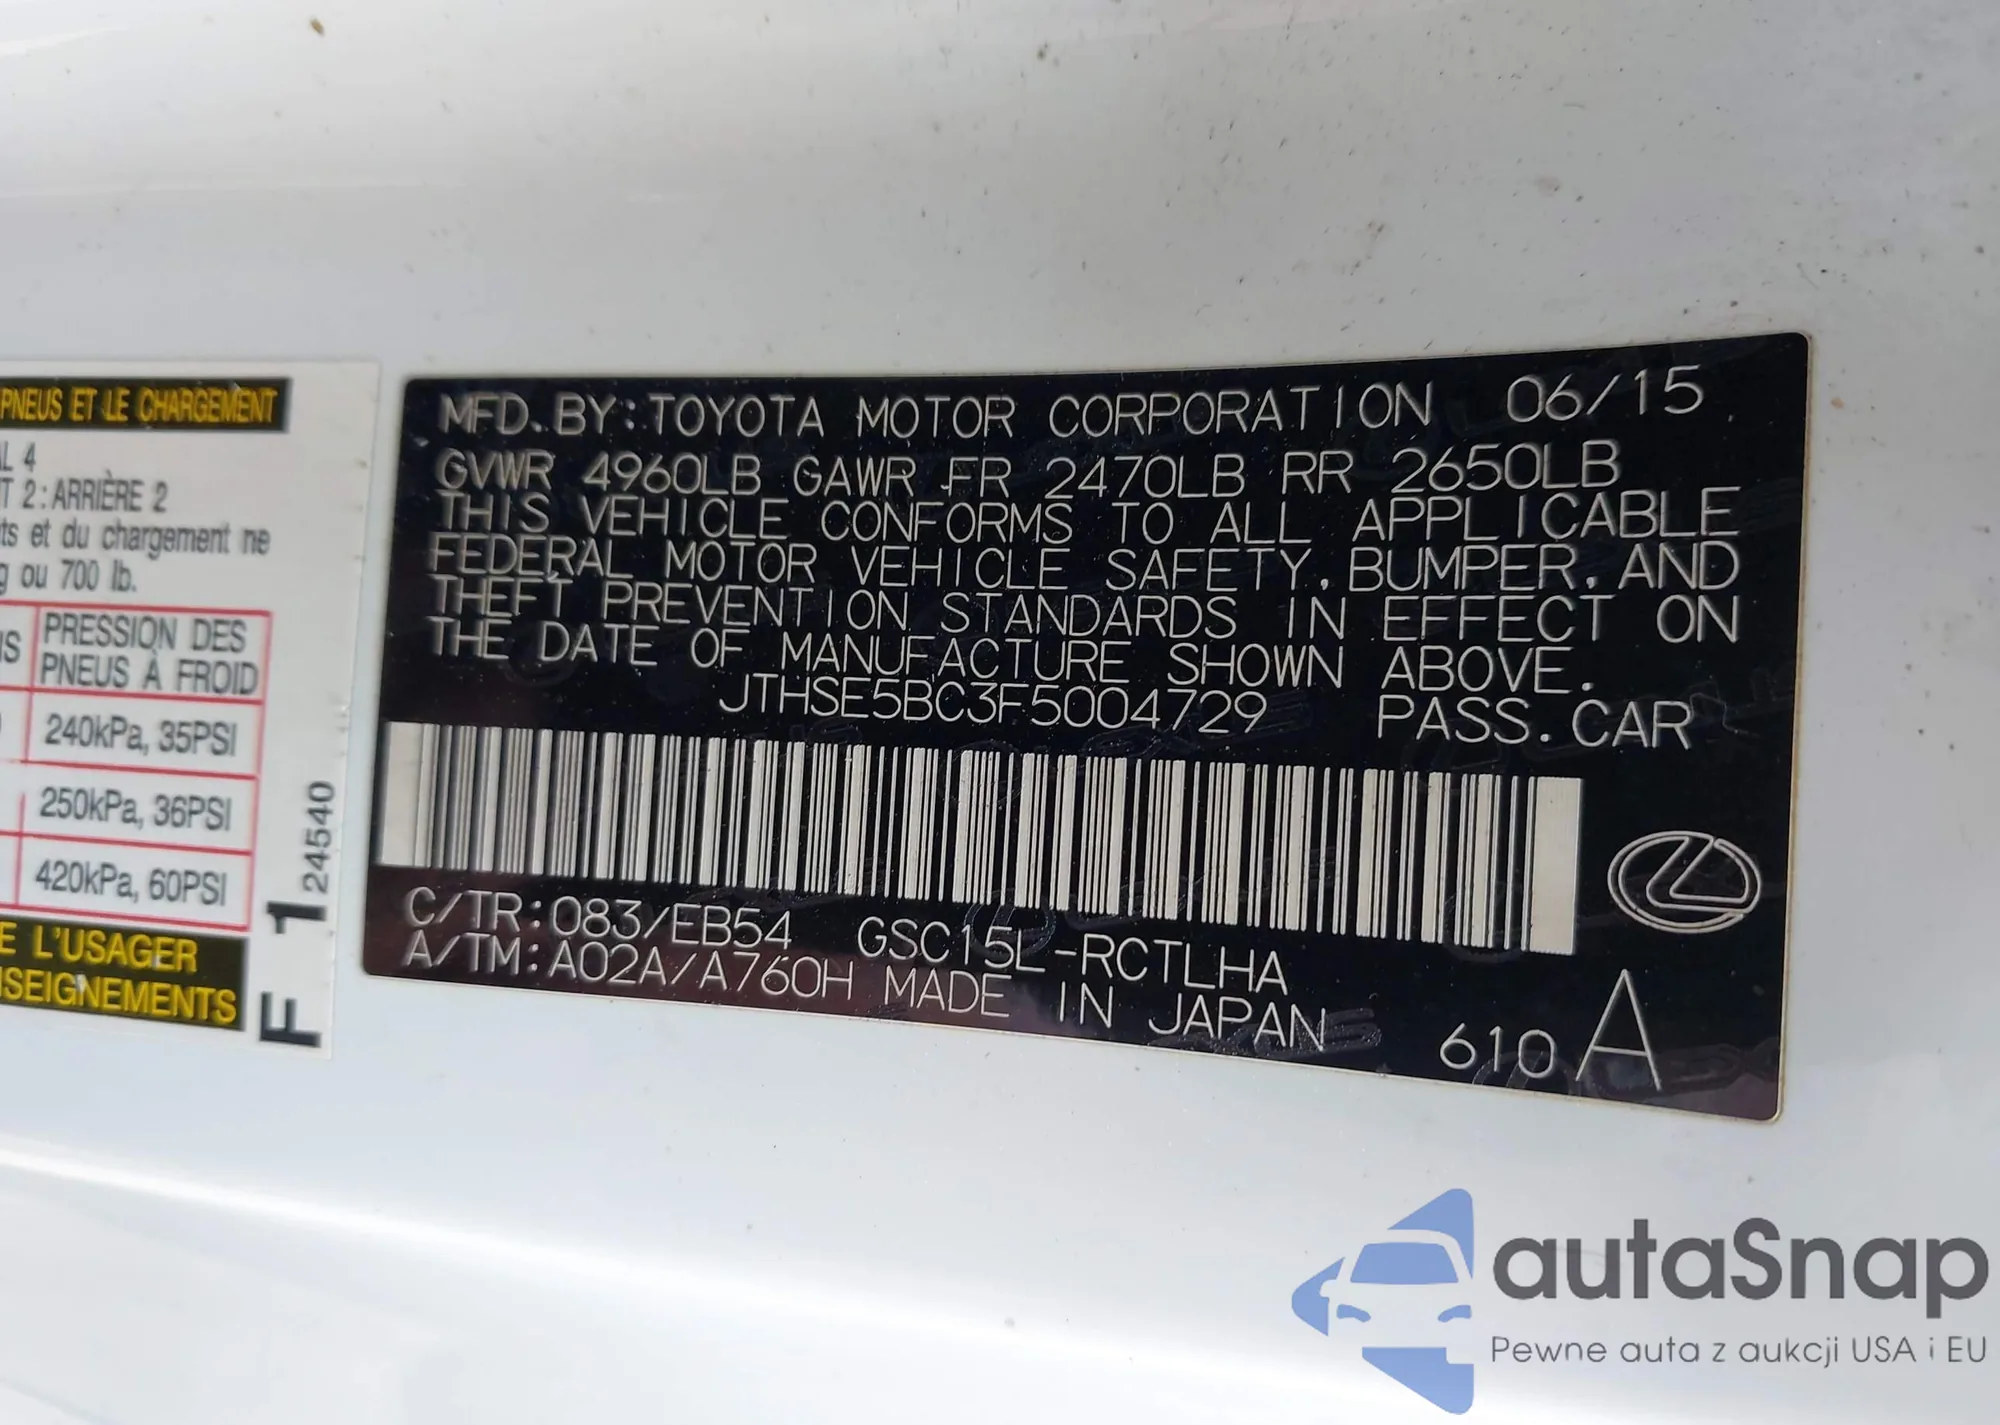 PNEUS ET LE CHARGEMENT
L 4
T 2 : ARRIÈRE 2
ts et du chargement ne
g ou 700 lb.
PRESSION DES
PNEUS À FROID
240kPa, 35PSI
250kPa, 36PSI
420kPa, 60PSI
E L'USAGER
NSEIGNEMENTS
F 1 24540
MFD. BY: TOYOTA MOTOR CORPORATION 06/15
GVWR 4960LB GAWR FR 2470LB RR 2650LB
THIS VEHICLE CONFORMS TO ALL APPLICABLE
FEDERAL MOTOR VEHICLE SAFETY, BUMPER, AND
THEFT PREVENTION STANDARDS IN EFFECT ON
THE DATE OF MANUFACTURE SHOWN ABOVE.
JTHSE5BC3F5004729 PASS. CAR
C/TR: 083/EB54 GSC15L-RCTLHA
A/TM: A02A/A760H MADE IN JAPAN
610 A
autaSnap
Pewne auta z aukcji USA i EU